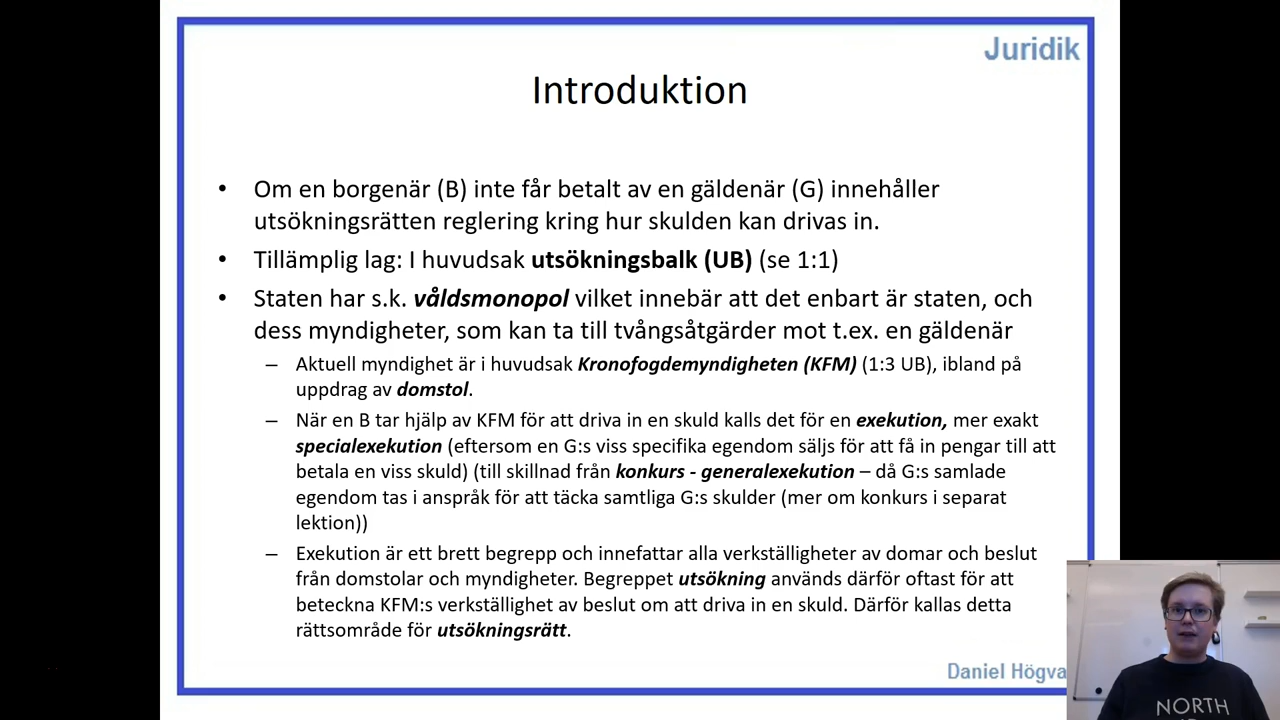 Juridik
Introduktion
• Om en borgenär (B) inte får betalt av en gäldenär (G) innehåller
utsökningsrätten reglering kring hur skulden kan drivas in.
• Tillämplig lag: I huvudsak utsökningsbalk (UB) (se 1:1)
• Staten har s.k. våldsmonopol vilket innebär att det enbart är staten, och
dess myndigheter, som kan ta till tvångsåtgärder mot t.ex. en gäldenär
– Aktuell myndighet är i huvudsak Kronofogdemyndigheten (KFM) (1:3 UB), ibland på
uppdrag av domstol.
– När en B tar hjälp av KFM för att driva in en skuld kalls det för en exekution, mer exakt
specialexekution (eftersom en G:s viss specifika egendom säljs för att få in pengar till att
betala en viss skuld) (till skillnad från konkurs - generalexekution – då G:s samlade
egendom tas i anspråk för att täcka samtliga G:s skulder (mer om konkurs i separat
lektion))
– Exekution är ett brett begrepp och innefattar alla verkställigheter av domar och beslut
från domstolar och myndigheter. Begreppet utsökning används därför oftast för att
beteckna KFM:s verkställighet av beslut om att driva in en skuld. Därför kallas detta
rättsområde för utsökningsrätt.
Daniel Högva
NORTH